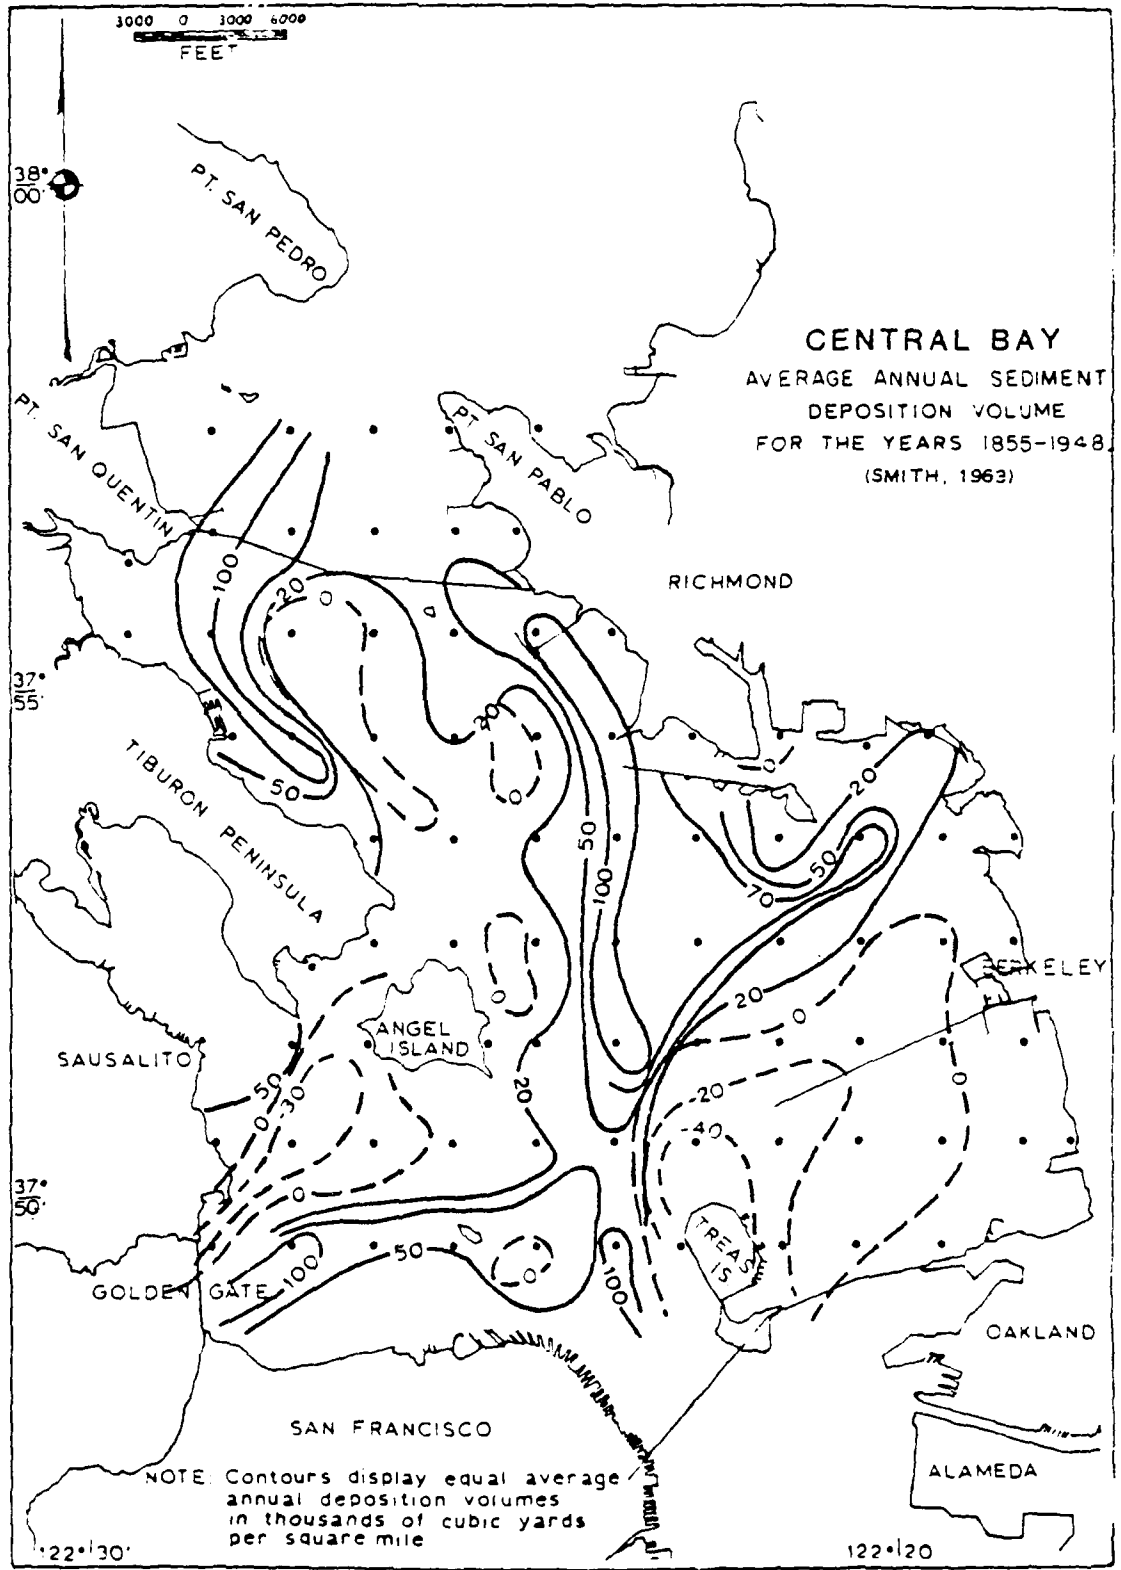 3000 0 3000 6000
FEET
38°
00'
PT. SAN PEDRO
CENTRAL BAY
AVERAGE ANNUAL SEDIMENT
DEPOSITION VOLUME
FOR THE YEARS 1855-1948
(SMITH, 1963)
PT. SAN QUENTIN
PT. SAN PABLO
RICHMOND
100
-20
0
37°
55'
20
0
0
20
TIBURON PENINSULA
50
50
50
100
70
0
BERKELEY
20
0
ANGEL
ISLAND
SAUSALITO
50
0
-30
20
-20
0
-40
37°
50'
0
TREAS
IS
50
100
0
100
GOLDEN GATE
OAKLAND
SAN FRANCISCO
ALAMEDA
NOTE: Contours display equal average
annual deposition volumes
in thousands of cubic yards
per square mile
122° 30'
122° 20